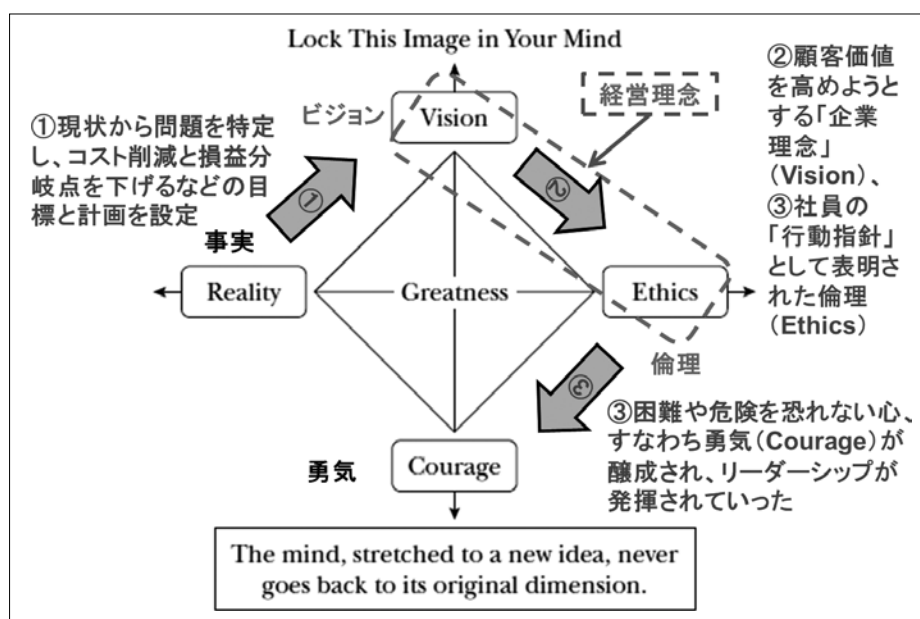 Lock This Image in Your Mind
ビジョン
Vision
経営理念
①現状から問題を特定
し、コスト削減と損益分
岐点を下げるなどの目
標と計画を設定
①
②
②顧客価値
を高めようと
する「企業
理念」
(Vision)、
③社員の
「行動指針」
として表明さ
れた倫理
(Ethics)
事実
Reality
Greatness
Ethics
倫理
③
③困難や危険を恐れない心、
すなわち勇気(Courage)が
醸成され、リーダーシップが
発揮されていった
勇気
Courage
The mind, stretched to a new idea, never
goes back to its original dimension.